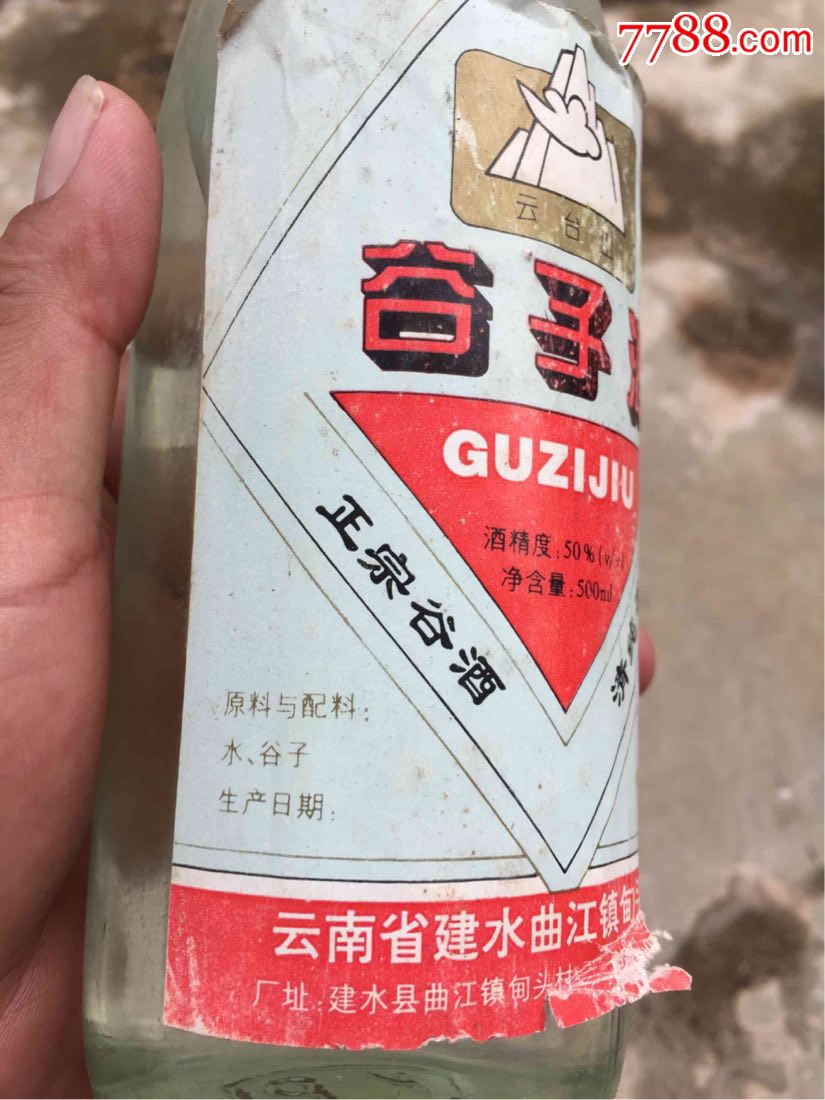 7788.com
云台山
谷子
GUZIJIU
酒精度:50%(v/v)
净含量:500ml
正宗谷酒
清
原料与配料:
水、谷子
生产日期:
云南省建水曲江镇甸
厂址:建水县曲江镇甸头村